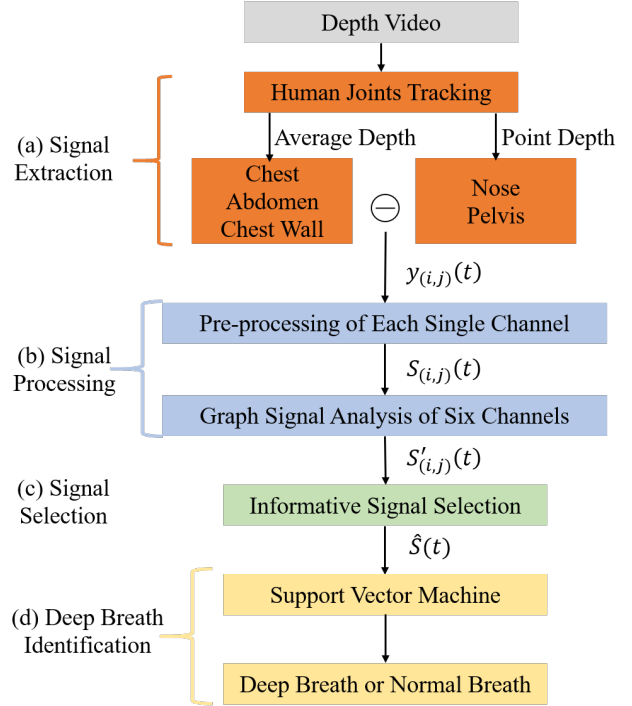 Depth Video
Human Joints Tracking
(a) Signal
Extraction
Average Depth
Point Depth
Chest
Abdomen
Chest Wall
Nose
Pelvis
y₍ᵢ,ⱼ₎(t)
(b) Signal
Processing
Pre-processing of Each Single Channel
S₍ᵢ,ⱼ₎(t)
Graph Signal Analysis of Six Channels
S′₍ᵢ,ⱼ₎(t)
(c) Signal
Selection
Informative Signal Selection
Ŝ(t)
(d) Deep Breath
Identification
Support Vector Machine
Deep Breath or Normal Breath